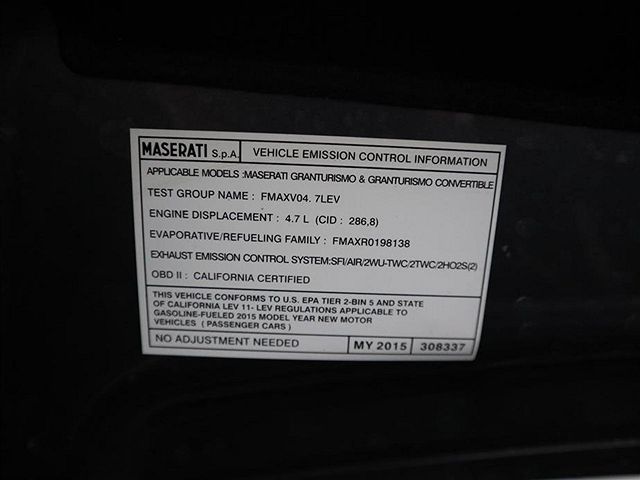 MASERATI S.p.A. VEHICLE EMISSION CONTROL INFORMATION
APPLICABLE MODELS :MASERATI GRANTURISMO & GRANTURISMO CONVERTIBLE
TEST GROUP NAME : FMAXV04. 7LEV
ENGINE DISPLACEMENT : 4.7 L (CID : 286,8)
EVAPORATIVE/REFUELING FAMILY : FMAXR0198138
EXHAUST EMISSION CONTROL SYSTEM:SFI/AIR/2WU-TWC/2TWC/2HO2S(2)
OBD II : CALIFORNIA CERTIFIED
THIS VEHICLE CONFORMS TO U.S. EPA TIER 2-BIN 5 AND STATE
OF CALIFORNIA LEV 11- LEV REGULATIONS APPLICABLE TO
GASOLINE-FUELED 2015 MODEL YEAR NEW MOTOR
VEHICLES ( PASSENGER CARS )
NO ADJUSTMENT NEEDED MY 2015 308337